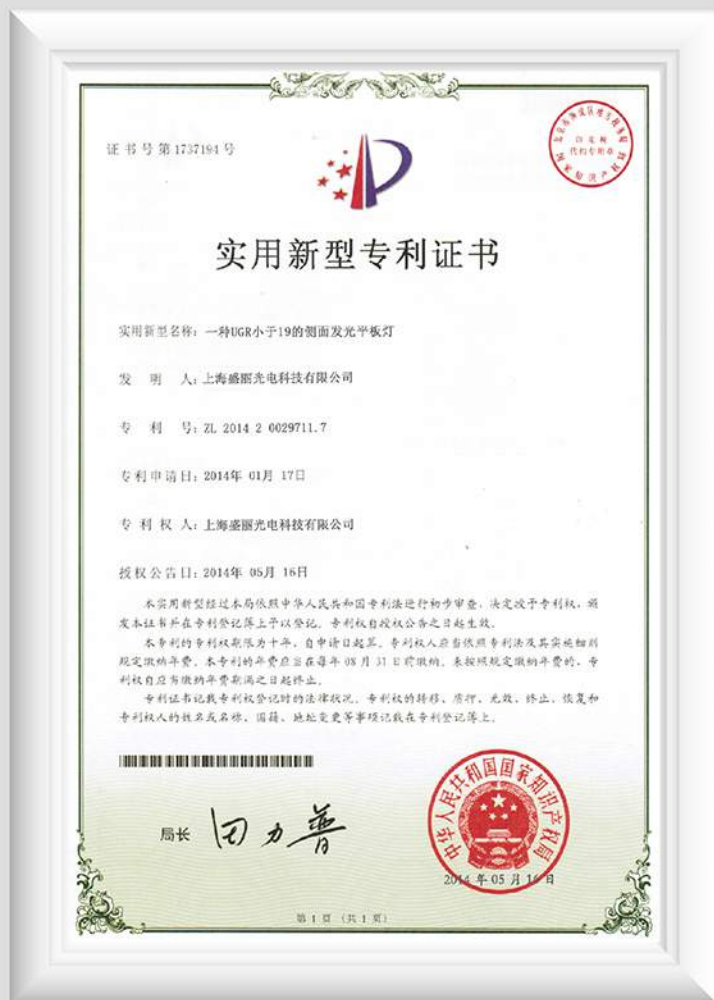 证书号第1737194号
实用新型专利证书
实用新型名称：一种UGR小于19的侧面发光平板灯
发 明 人：上海盛丽光电科技有限公司
专 利 号：ZL 2014 2 0029711.7
专利申请日：2014年 01月 17日
专 利 权 人：上海盛丽光电科技有限公司
授权公告日：2014年 05月 16日
本实用新型经过本局依照中华人民共和国专利法进行初步审查，决定授予专利权，颁
发本证书并在专利登记簿上予以登记。专利权自授权公告之日起生效。
本专利的专利权期限为十年，自申请日起算。专利权人应当依照专利法及其实施细则
规定缴纳年费。本专利的年费应当在每年 08 月 31 日前缴纳。未按照规定缴纳年费的，专
利权自应当缴纳年费期满之日起终止。
专利证书记载专利权登记时的法律状况。专利权的转移、质押、无效、终止、恢复和
专利权人的姓名或名称、国籍、地址变更等事项记载在专利登记簿上。
局长 田力普
中华人民共和国国家知识产权局
2014 年 05 月 16 日
第 1 页 （共 1 页）